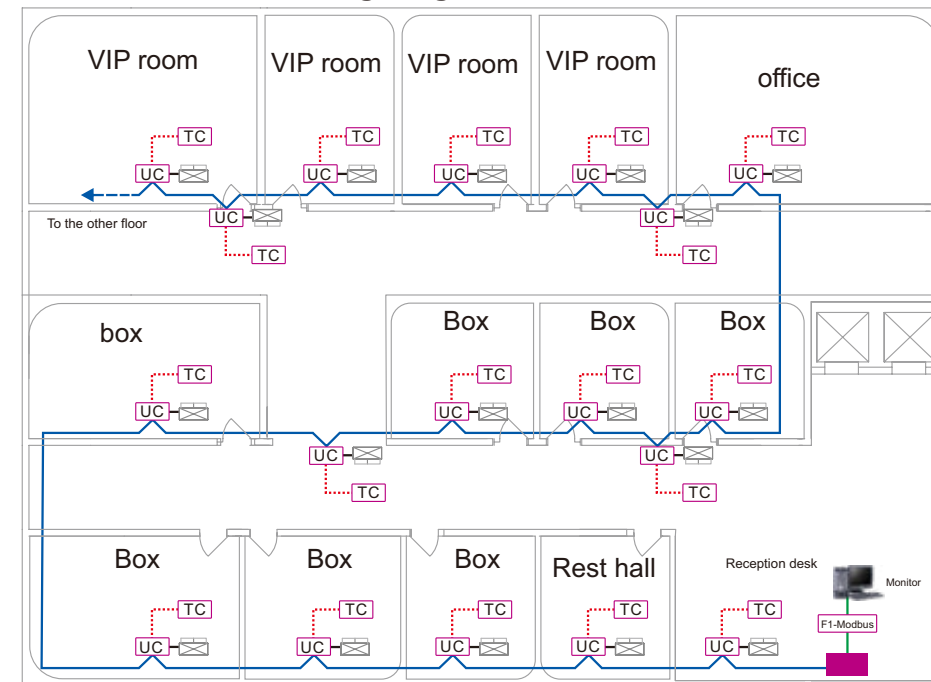 VIP room
VIP room
VIP room
VIP room
office
TC
TC
TC
TC
TC
UC
UC
UC
UC
UC
To the other floor
UC
UC
TC
TC
box
Box
Box
Box
TC
TC
TC
TC
UC
UC
UC
UC
UC
UC
TC
TC
Box
Box
Box
Rest hall
Reception desk
Monitor
TC
TC
TC
TC
TC
F1-Modbus
UC
UC
UC
UC
UC